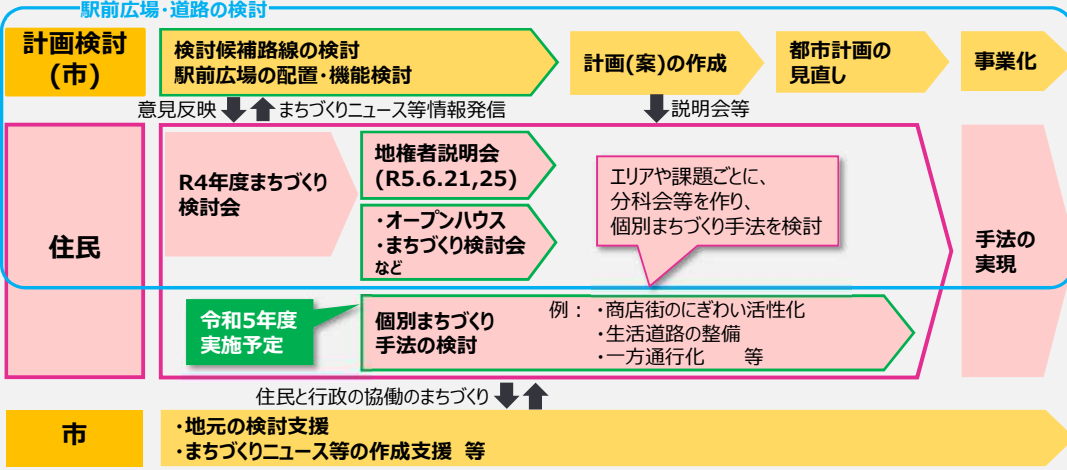 駅前広場・道路の検討
計画検討
(市)
検討候補路線の検討
駅前広場の配置・機能検討
計画(案)の作成
都市計画の
見直し
事業化
意見反映
まちづくりニュース等情報発信
説明会等
住民
R4年度まちづくり
検討会
地権者説明会
(R5.6.21,25)
・オープンハウス
・まちづくり検討会
など
エリアや課題ごとに、
分科会等を作り、
個別まちづくり手法を検討
手法の
実現
令和5年度
実施予定
個別まちづくり
手法の検討
例：・商店街のにぎわい活性化
・生活道路の整備
・一方通行化　等
住民と行政の協働のまちづくり
市
・地元の検討支援
・まちづくりニュース等の作成支援 等